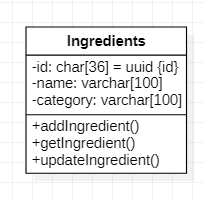 Ingredients
-id: char[36] = uuid {id}
-name: varchar[100]
-category: varchar[100]
+addIngredient()
+getIngredient()
+updateIngredient()